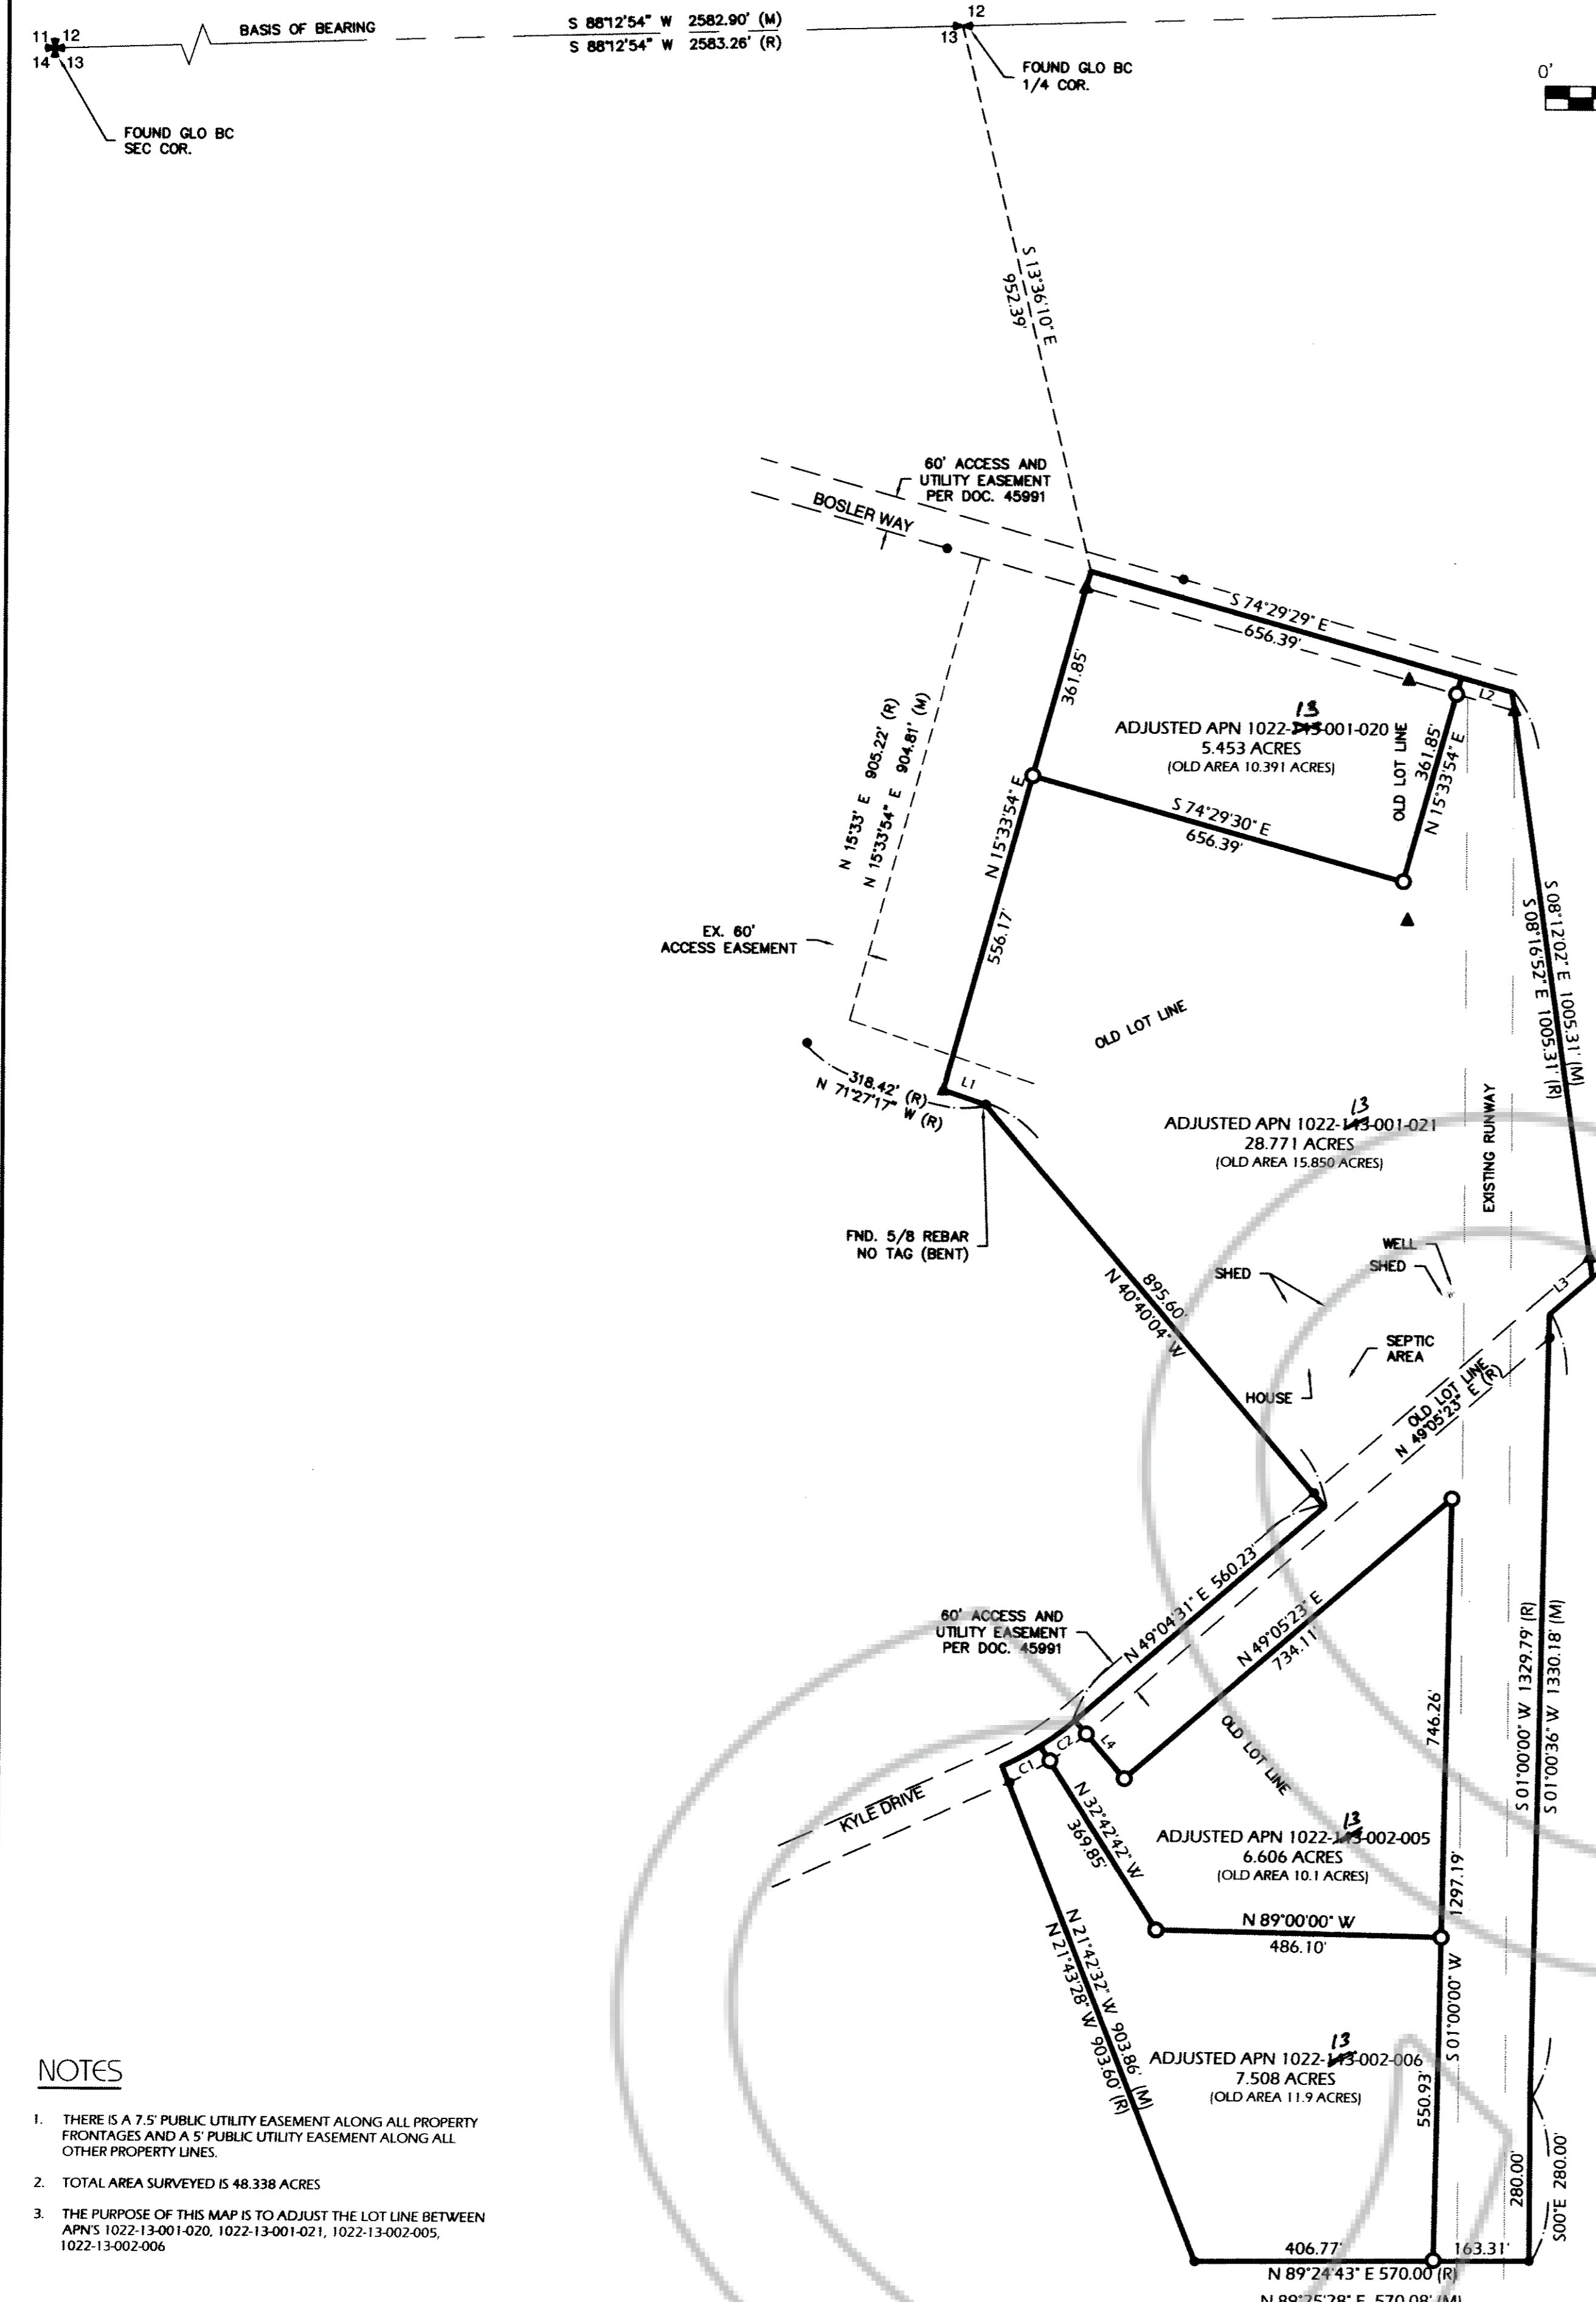 S 88°12'54" W 2582.90' (M)
S 88°12'54" W 2583.26' (R)
BASIS OF BEARING
11 12
14 13
12
13
FOUND GLO BC
1/4 COR.
0'
FOUND GLO BC
SEC COR.
S 13°36'10" E
952.39'
60' ACCESS AND
UTILITY EASEMENT
PER DOC. 45991
BOSLER WAY
S 74°29'29" E
656.39'
L2
361.85'
13
ADJUSTED APN 1022-143-001-020
5.453 ACRES
(OLD AREA 10.391 ACRES)
OLD LOT LINE
361.85'
N 15°33'54" E
N 15°33' E 905.22' (R)
N 15°33'54" E 904.81' (M)
S 74°29'30" E
656.39'
N 15°33'54" E
556.17'
EX. 60'
ACCESS EASEMENT
S 08°12'02" E 1005.31' (M)
S 08°16'52" E 1005.31' (R)
OLD LOT LINE
L1
318.42' (R)
N 71°27'17" W (R)
13
ADJUSTED APN 1022-143-001-021
28.771 ACRES
(OLD AREA 15.850 ACRES)
EXISTING RUNWAY
FND. 5/8 REBAR
NO TAG (BENT)
WELL
SHED
SHED
L3
895.60'
N 40°40'04" W
SEPTIC
AREA
HOUSE
OLD LOT LINE
N 49°05'23" E (R)
N 49°04'31" E 560.23'
60' ACCESS AND
UTILITY EASEMENT
PER DOC. 45991
N 49°05'23" E
734.11'
S 01°00'00" W 1329.79' (R)
S 01°00'36" W 1330.18' (M)
746.26'
OLD LOT LINE
C2
L4
C1
KYLE DRIVE
N 32°42'42" W
369.85'
13
ADJUSTED APN 1022-143-002-005
6.606 ACRES
(OLD AREA 10.1 ACRES)
1297.19'
N 89°00'00" W
486.10'
S 01°00'00" W
N 21°42'32" W 903.86' (M)
N 21°43'28" W 903.60' (R)
13
ADJUSTED APN 1022-143-002-006
7.508 ACRES
(OLD AREA 11.9 ACRES)
550.93'
280.00'
S00°E 280.00'
406.77'
163.31'
N 89°24'43" E 570.00 (R)
N 89°25'28" E 570.08' (M)
NOTES
1. THERE IS A 7.5' PUBLIC UTILITY EASEMENT ALONG ALL PROPERTY
FRONTAGES AND A 5' PUBLIC UTILITY EASEMENT ALONG ALL
OTHER PROPERTY LINES.
2. TOTAL AREA SURVEYED IS 48.338 ACRES
3. THE PURPOSE OF THIS MAP IS TO ADJUST THE LOT LINE BETWEEN
APN'S 1022-13-001-020, 1022-13-001-021, 1022-13-002-005,
1022-13-002-006